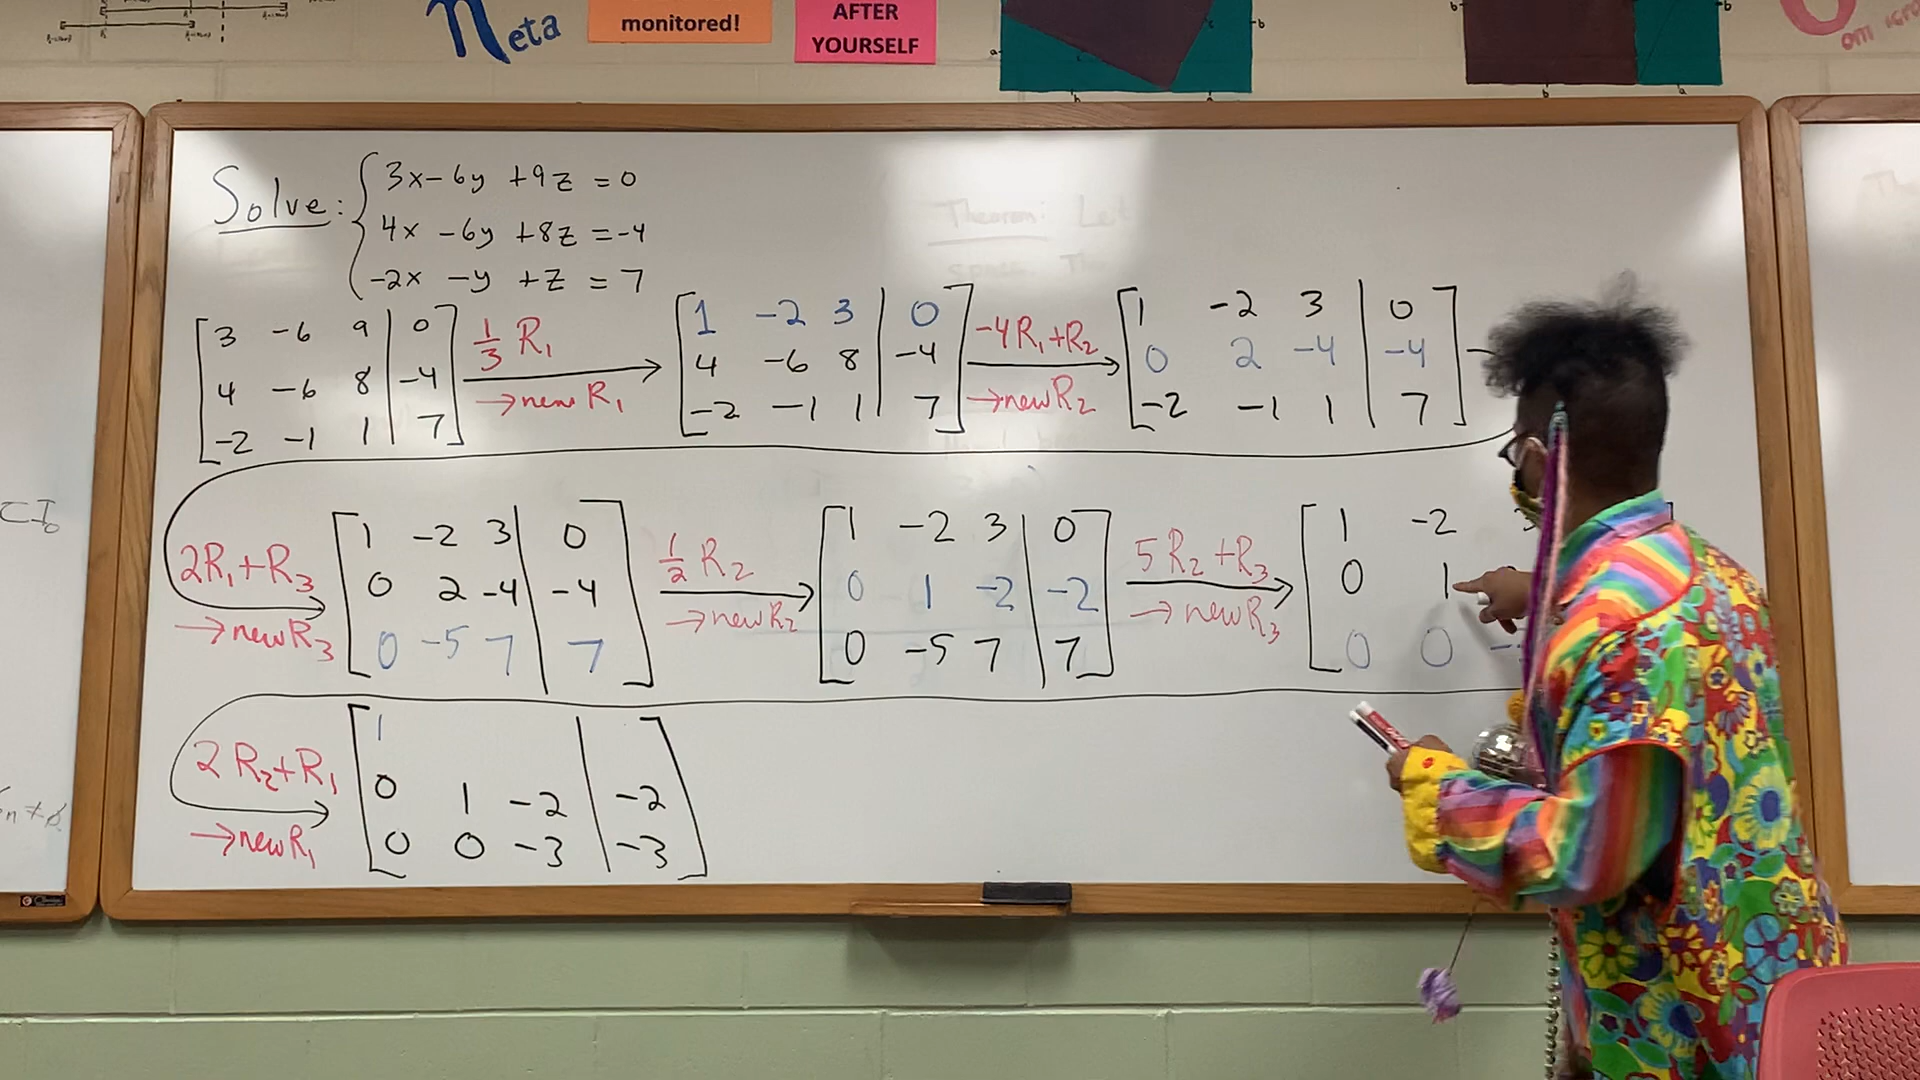 Neta
monitored!
AFTER
YOURSELF
Solve: { 3x - 6y + 9z = 0
4x - 6y + 8z = -4
-2x - y + z = 7
[ 3 -6 9 | 0 ]
4 -6 8 | -4
-2 -1 1 | 7
1/3 R₁
→ new R₁
[ 1 -2 3 | 0 ]
4 -6 8 | -4
-2 -1 1 | 7
-4R₁+R₂
→ new R₂
[ 1 -2 3 | 0 ]
0 2 -4 | -4
-2 -1 1 | 7
2R₁+R₃
→ new R₃
[ 1 -2 3 | 0 ]
0 2 -4 | -4
0 -5 7 | 7
1/2 R₂
→ new R₂
[ 1 -2 3 | 0 ]
0 1 -2 | -2
0 -5 7 | 7
5R₂+R₃
→ new R₃
[ 1 -2 3
0 1
0 0 -
2R₂+R₁
→ new R₁
[ 1
0 1 -2 | -2
0 0 -3 | -3
Theorem: Let